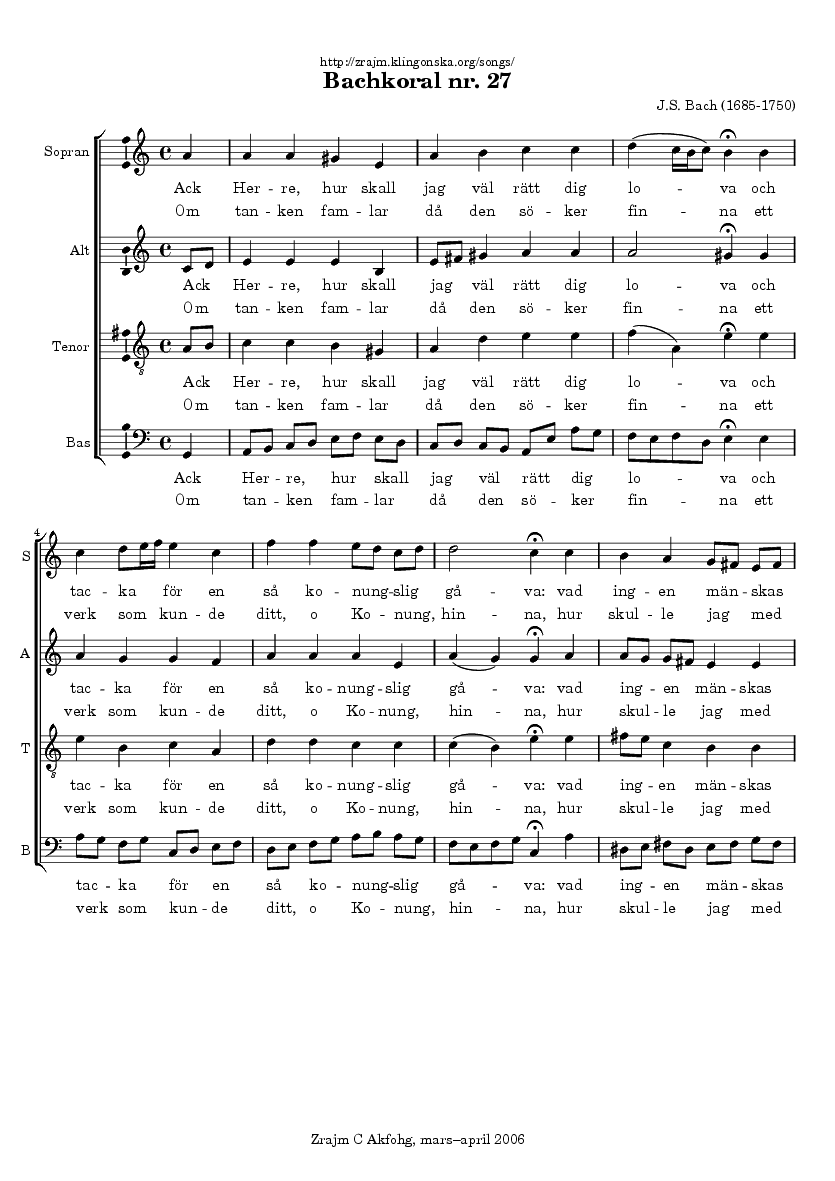 http://zrajm.klingonska.org/songs/
Bachkoral nr. 27
J.S. Bach (1685-1750)
Sopran
Ack Her - re, hur skall jag väl rätt dig lo - va och
Om tan - ken fam - lar då den sö - ker fin - na ett
Alt
Ack Her - re, hur skall jag väl rätt dig lo - va och
Om tan - ken fam - lar då den sö - ker fin - na ett
Tenor
8
Ack Her - re, hur skall jag väl rätt dig lo - va och
Om tan - ken fam - lar då den sö - ker fin - na ett
Bas
Ack Her - re, hur skall jag väl rätt dig lo - va och
Om tan - ken fam - lar då den sö - ker fin - na ett
4
S
tac - ka för en så ko - nung - slig gå - va: vad ing - en män - skas
verk som kun - de ditt, o Ko - nung, hin - na, hur skul - le jag med
A
tac - ka för en så ko - nung - slig gå - va: vad ing - en män - skas
verk som kun - de ditt, o Ko - nung, hin - na, hur skul - le jag med
T
8
tac - ka för en så ko - nung - slig gå - va: vad ing - en män - skas
verk som kun - de ditt, o Ko - nung, hin - na, hur skul - le jag med
B
tac - ka för en så ko - nung - slig gå - va: vad ing - en män - skas
verk som kun - de ditt, o Ko - nung, hin - na, hur skul - le jag med
Zrajm C Akfohg, mars–april 2006